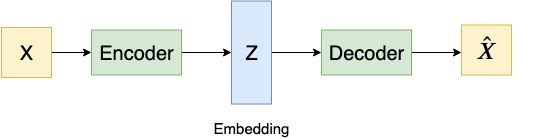 X
Encoder
Z
Decoder
X̂
Embedding